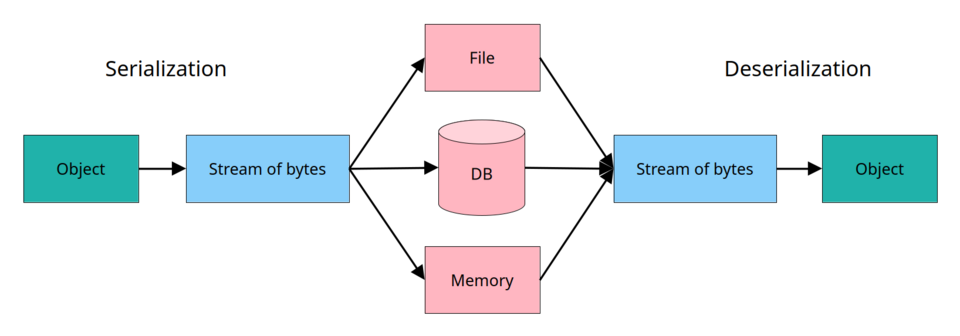 Serialization
Deserialization
File
Object
Stream of bytes
DB
Stream of bytes
Object
Memory